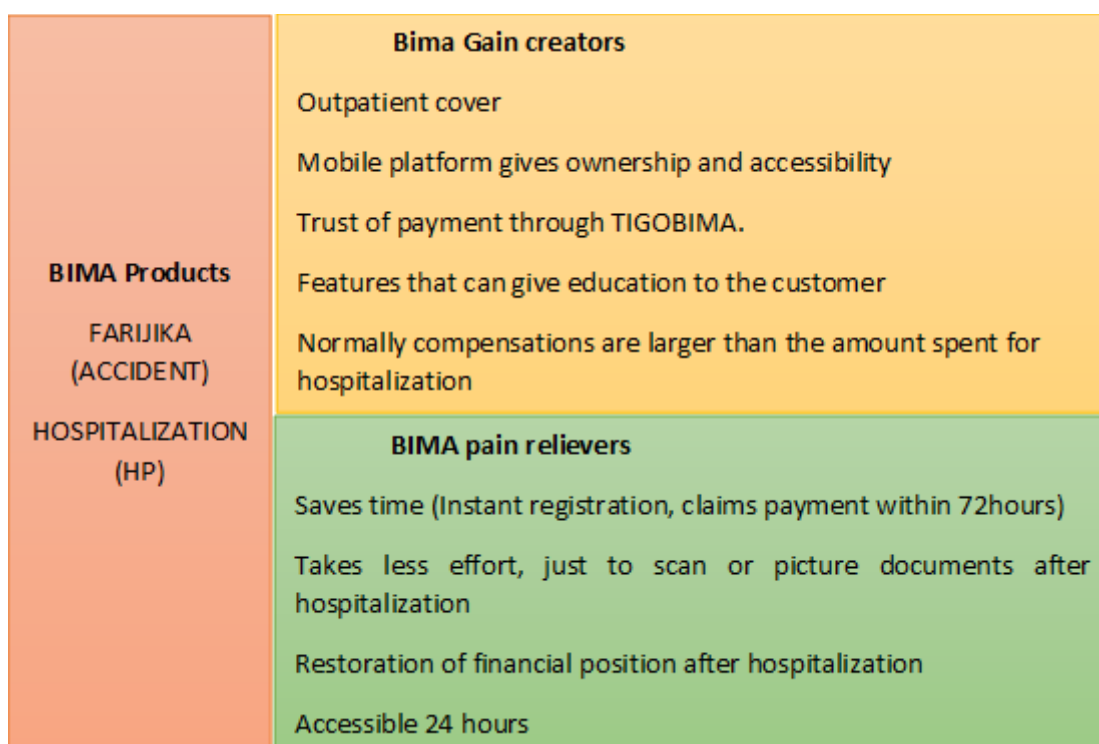 BIMA Products
FARIJIKA
(ACCIDENT)
HOSPITALIZATION
(HP)
Bima Gain creators
Outpatient cover
Mobile platform gives ownership and accessibility
Trust of payment through TIGOBIMA.
Features that can give education to the customer
Normally compensations are larger than the amount spent for
hospitalization
BIMA pain relievers
Saves time (Instant registration, claims payment within 72hours)
Takes less effort, just to scan or picture documents after
hospitalization
Restoration of financial position after hospitalization
Accessible 24 hours